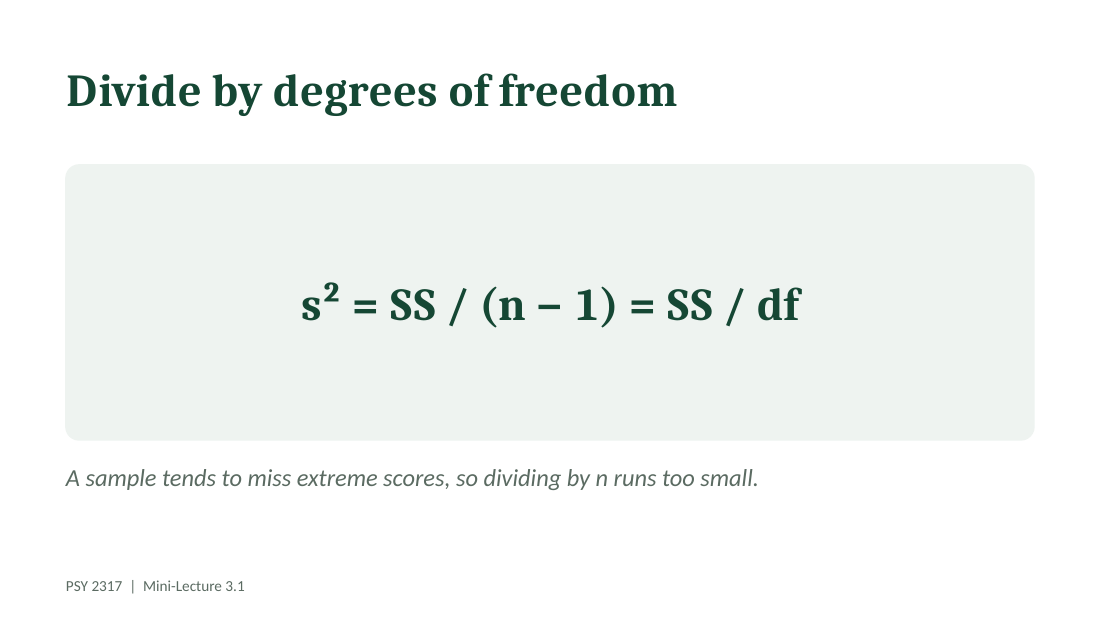 Divide by degrees of freedom
s² = SS / (n − 1) = SS / df
A sample tends to miss extreme scores, so dividing by n runs too small.
PSY 2317 | Mini-Lecture 3.1